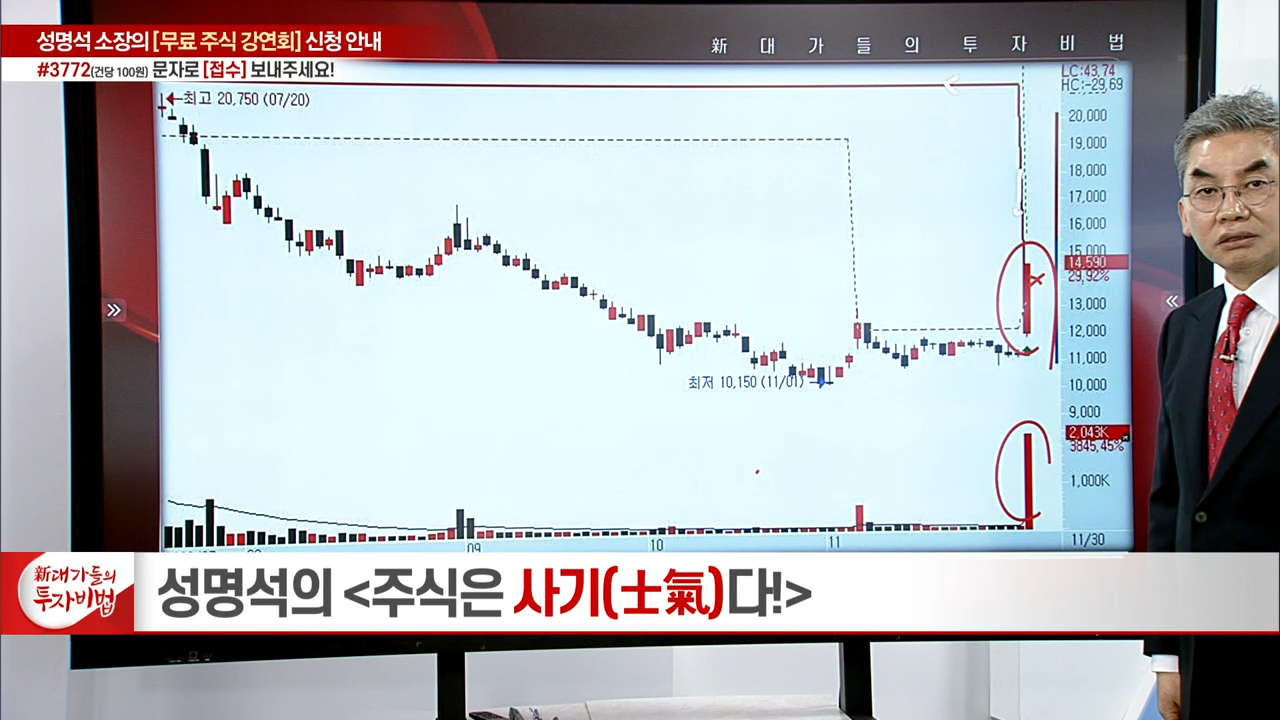 성명석 소장의 [무료 주식 강연회] 신청 안내
#3772(건당 100원) 문자로 [접수] 보내주세요!
新 대 가 들 의 투 자 비 법
LC:43,74
HC:-29,69
최고 20,750 (07/20)
20,000
19,000
18,000
17,000
16,000
15,000
14,590
29,92%
13,000
12,000
11,000
최저 10,150 (11/01)
10,000
9,000
2,043K
3845,45%
1,000K
09
10
11
11/30
新대가들의
투자비법
성명석의 <주식은 사기(士氣)다!>